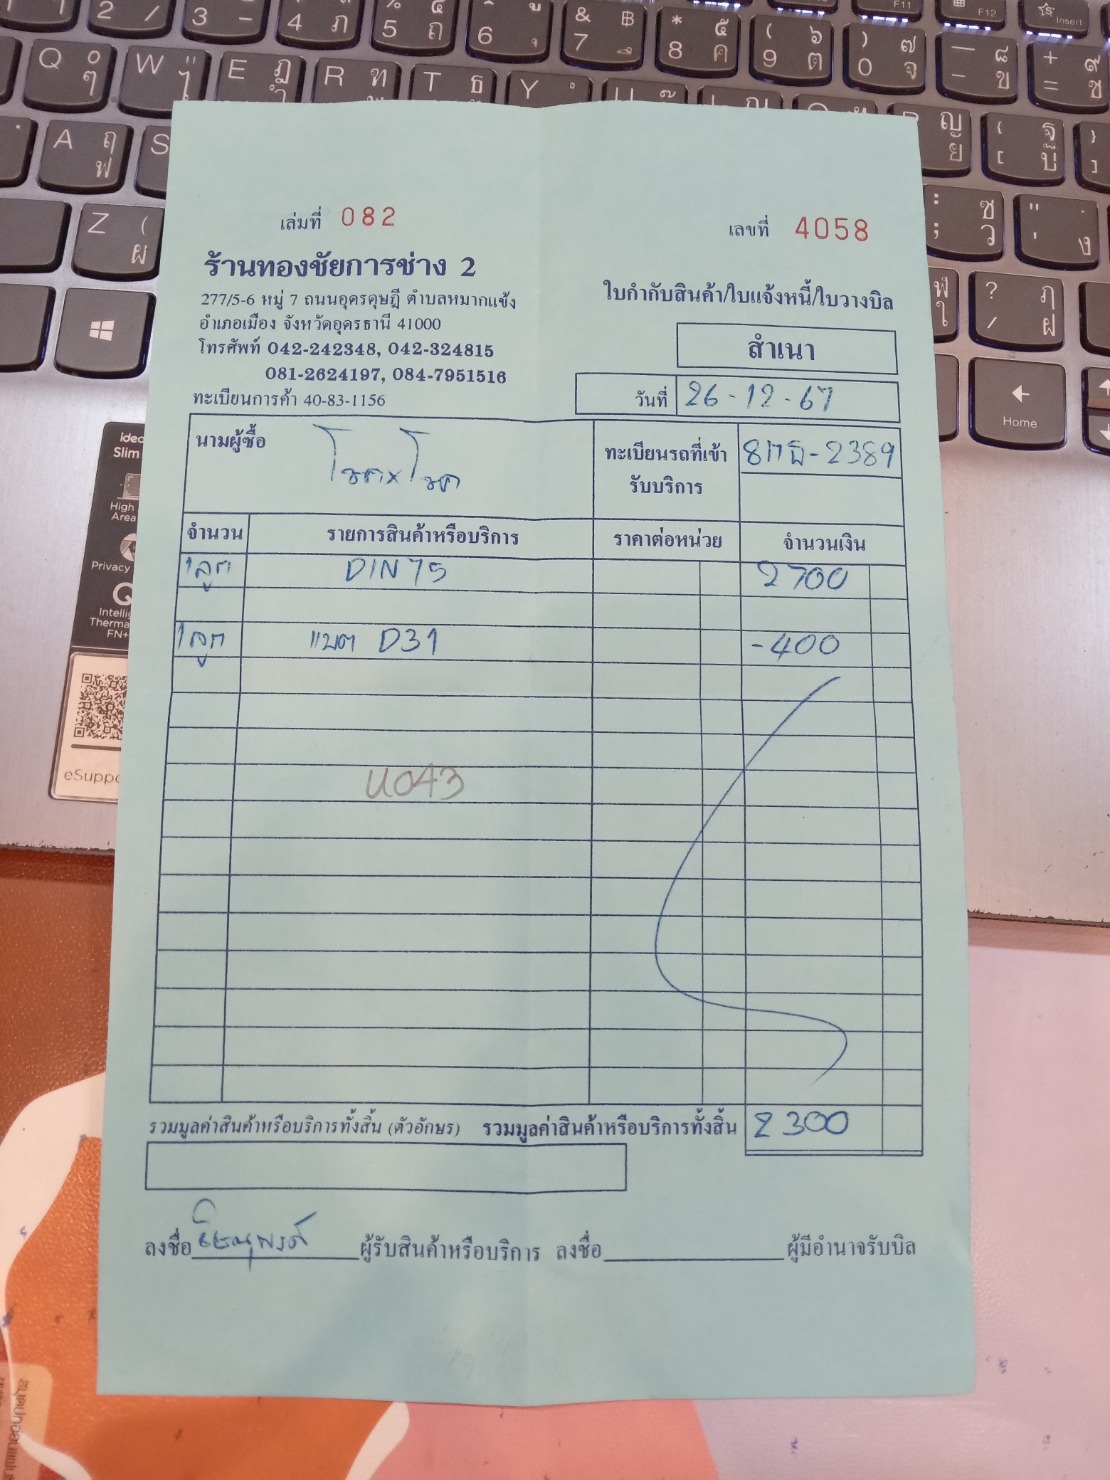 เล่มที่ 082
เลขที่ 4058
ร้านทองชัยการช่าง 2
277/5-6 หมู่ 7 ถนนอุดรดุษฎี ตำบลหมากแข้ง
อำเภอเมือง จังหวัดอุดรธานี 41000
โทรศัพท์ 042-242348, 042-324815
081-2624197, 084-7951516
ทะเบียนการค้า 40-83-1156
ใบกำกับสินค้า/ใบแจ้งหนี้/ใบวางบิล
สำเนา
วันที่ 26-12-67
นามผู้ซื้อ โชคxโชค
ทะเบียนรถที่เข้า
รับบริการ
จำนวน รายการสินค้าหรือบริการ ราคาต่อหน่วย จำนวนเงิน
1ลูก DIN75 2700
1ลูก แบต D31 -400
U043
รวมมูลค่าสินค้าหรือบริการทั้งสิ้น (ตัวอักษร) รวมมูลค่าสินค้าหรือบริการทั้งสิ้น 2300
ลงชื่อ ผู้รับสินค้าหรือบริการ ลงชื่อ ผู้มีอำนาจรับบิล